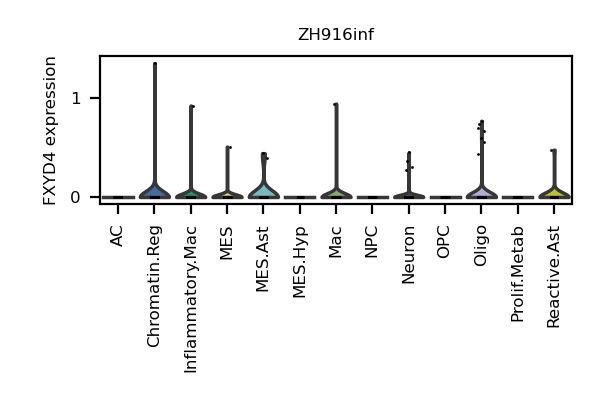 ZH916inf
FXYD4 expression
1
0
AC
Chromatin.Reg
Inflammatory.Mac
MES
MES.Ast
MES.Hyp
Mac
NPC
Neuron
OPC
Oligo
Prolif.Metab
Reactive.Ast